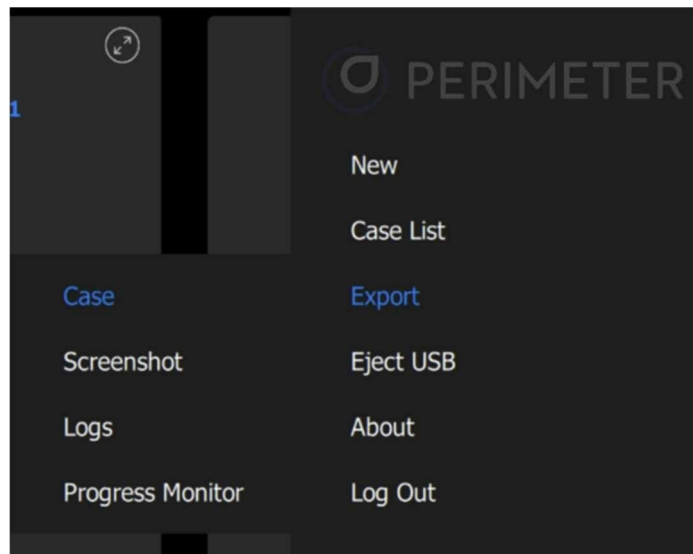 1
PERIMETER
New
Case List
Export
Eject USB
About
Log Out
Case
Screenshot
Logs
Progress Monitor